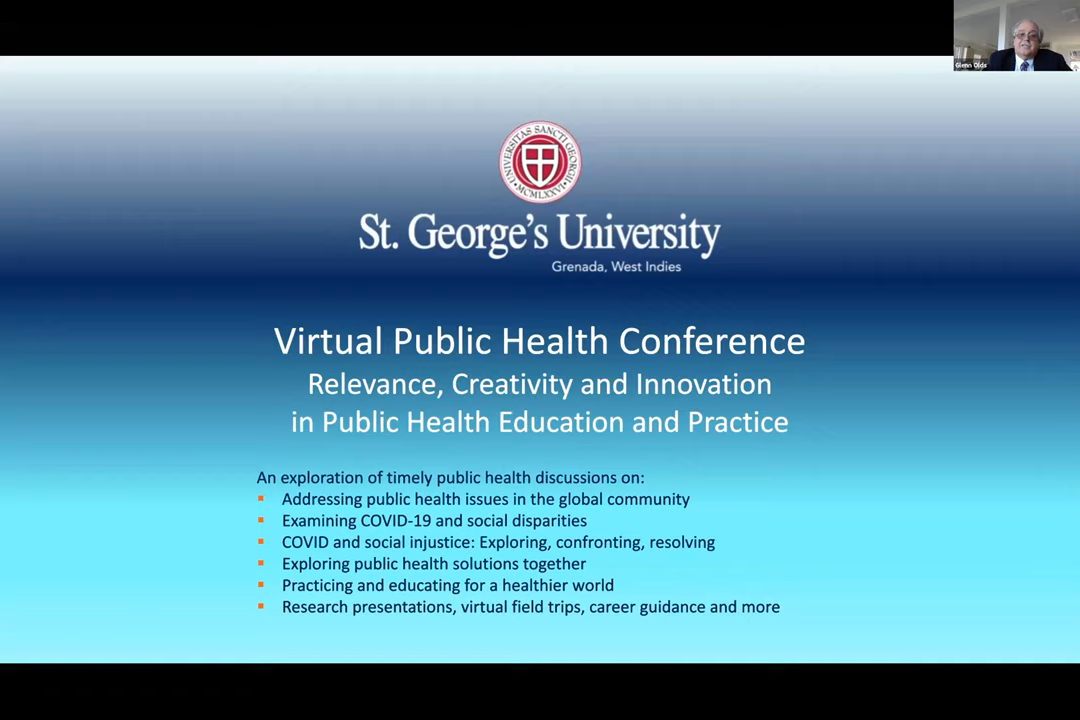 Glenn Olds
UNIVERSITAS SANCTI GEORGII
MCMLXXVI
St. George's University
Grenada, West Indies
Virtual Public Health Conference
Relevance, Creativity and Innovation
in Public Health Education and Practice
An exploration of timely public health discussions on:
▪ Addressing public health issues in the global community
▪ Examining COVID-19 and social disparities
▪ COVID and social injustice: Exploring, confronting, resolving
▪ Exploring public health solutions together
▪ Practicing and educating for a healthier world
▪ Research presentations, virtual field trips, career guidance and more